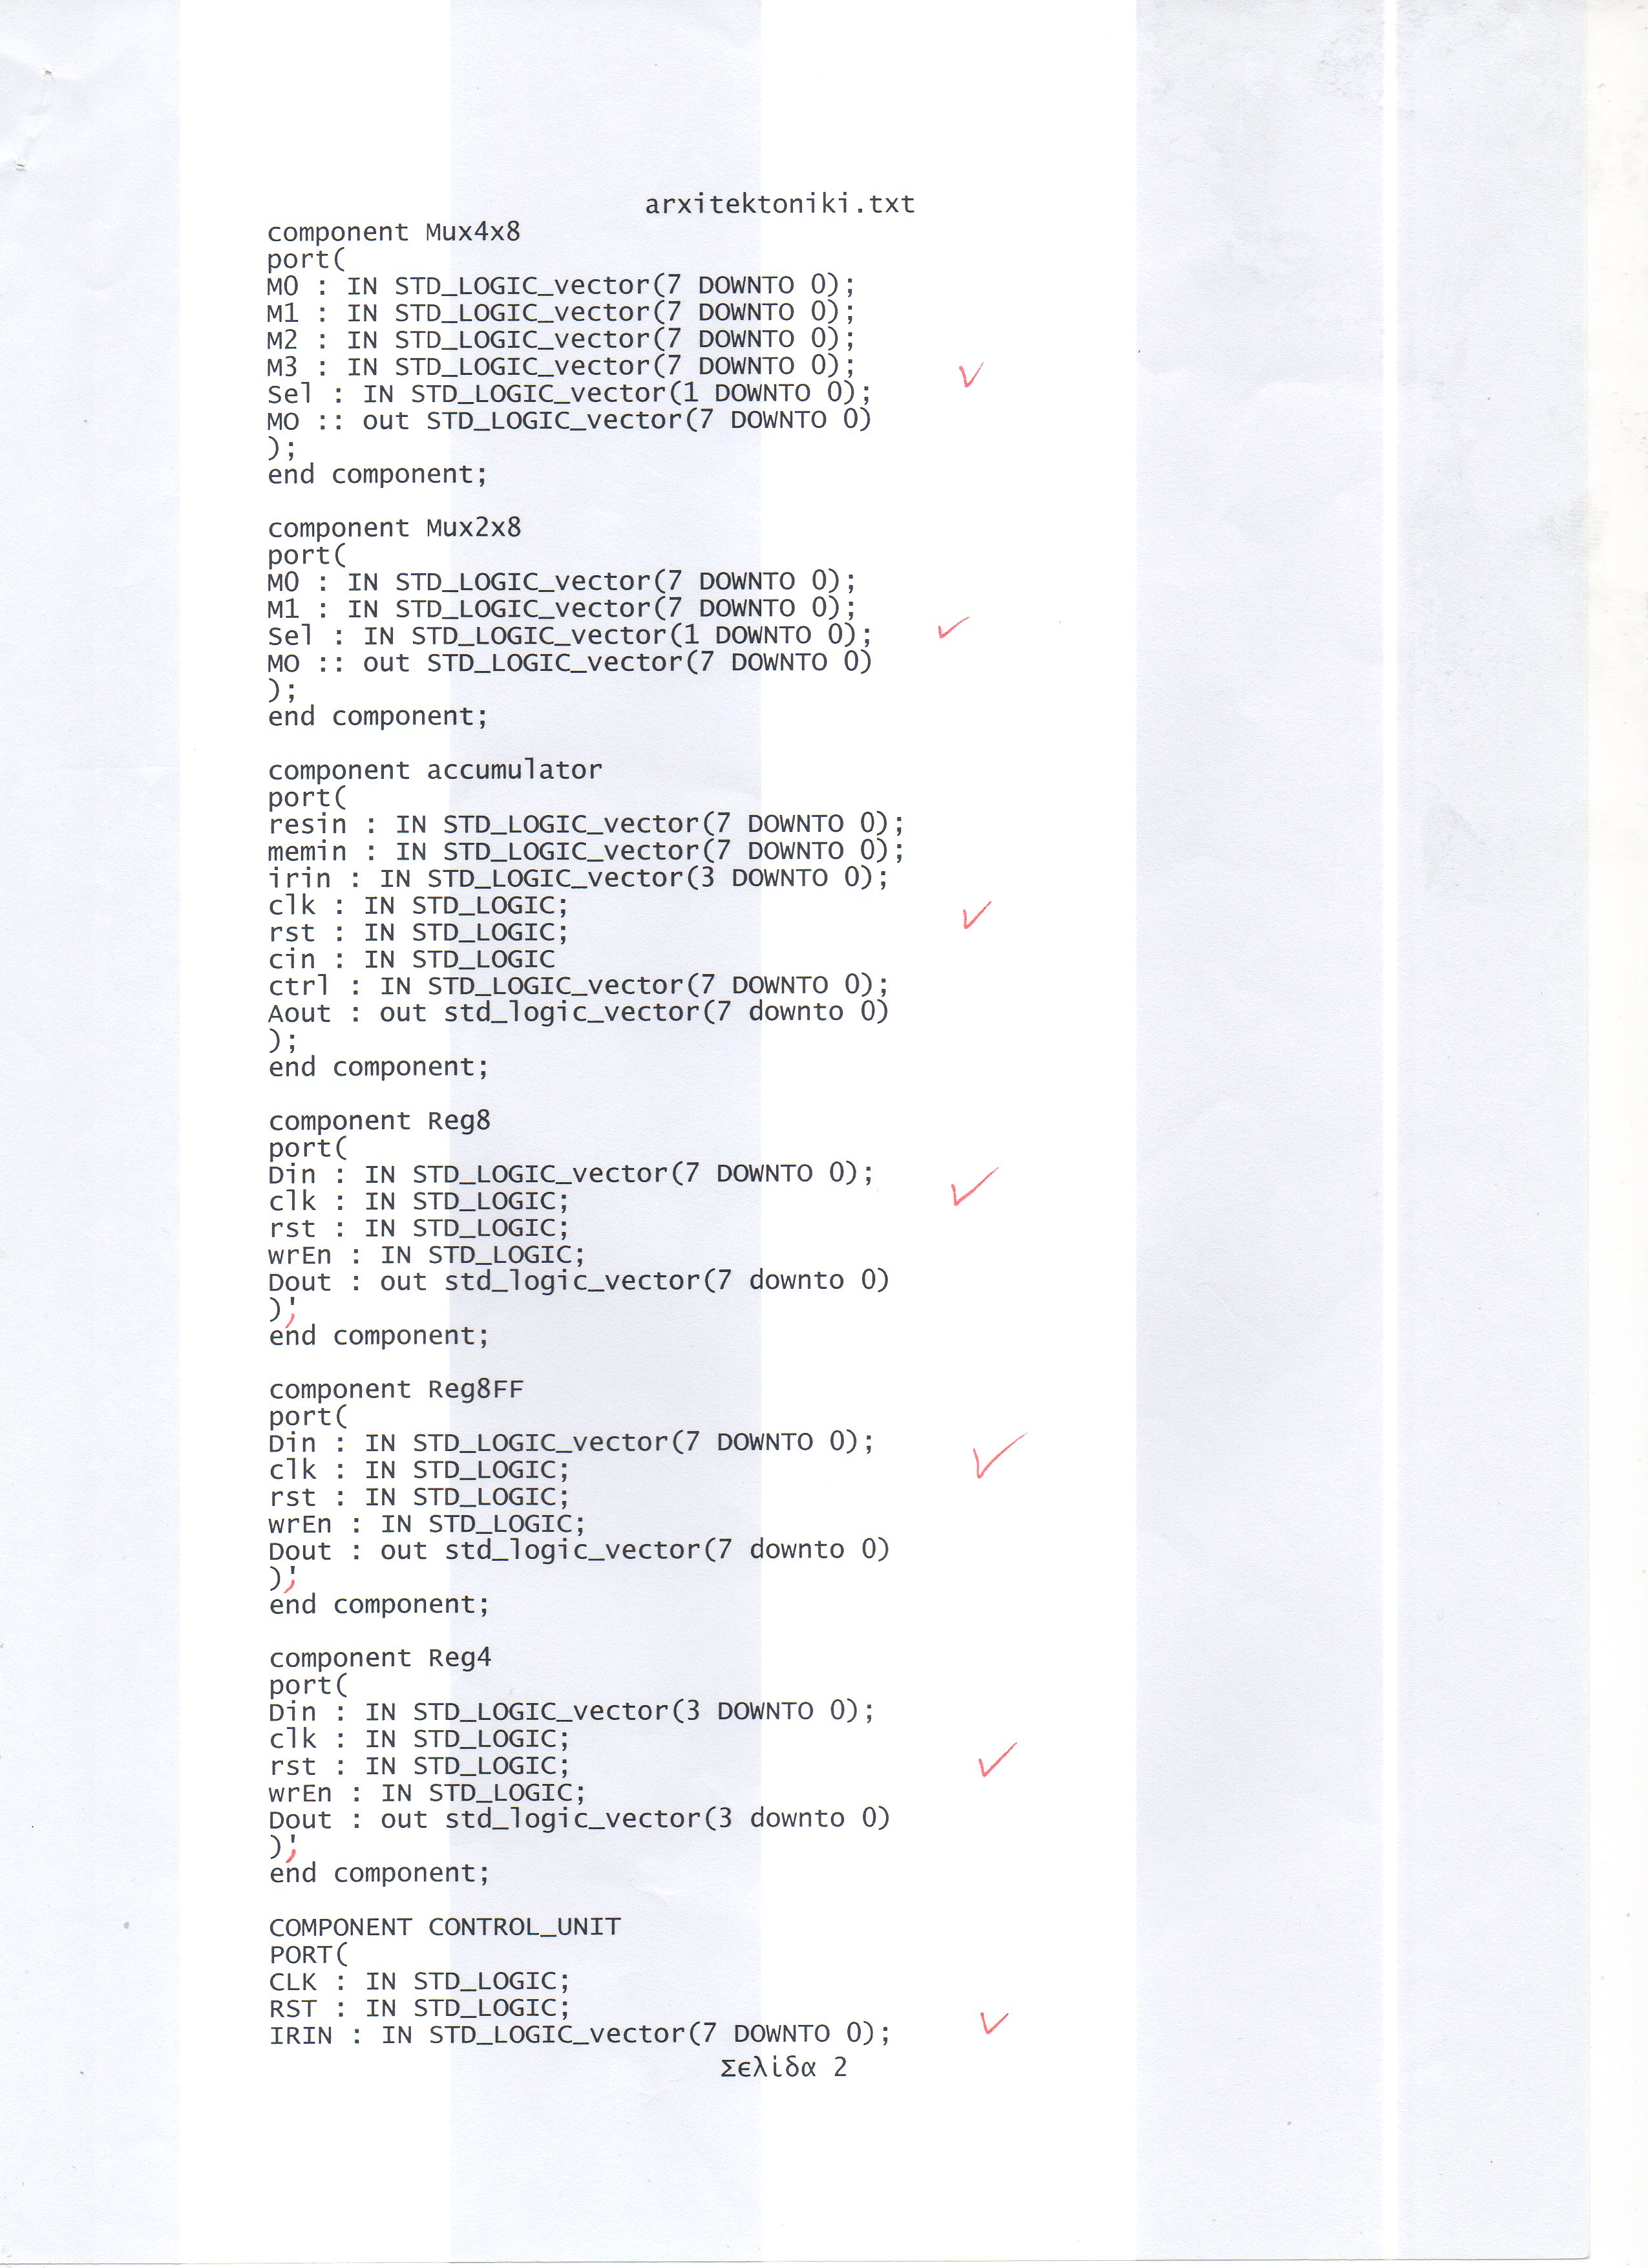 arxitektoniki.txt
component Mux4x8
port(
M0 : IN STD_LOGIC_vector(7 DOWNTO 0);
M1 : IN STD_LOGIC_vector(7 DOWNTO 0);
M2 : IN STD_LOGIC_vector(7 DOWNTO 0);
M3 : IN STD_LOGIC_vector(7 DOWNTO 0);
Sel : IN STD_LOGIC_vector(1 DOWNTO 0);
MO :: out STD_LOGIC_vector(7 DOWNTO 0)
);
end component;
component Mux2x8
port(
M0 : IN STD_LOGIC_vector(7 DOWNTO 0);
M1 : IN STD_LOGIC_vector(7 DOWNTO 0);
Sel : IN STD_LOGIC_vector(1 DOWNTO 0);
MO :: out STD_LOGIC_vector(7 DOWNTO 0)
);
end component;
component accumulator
port(
resin : IN STD_LOGIC_vector(7 DOWNTO 0);
memin : IN STD_LOGIC_vector(7 DOWNTO 0);
irin : IN STD_LOGIC_vector(3 DOWNTO 0);
clk : IN STD_LOGIC;
rst : IN STD_LOGIC;
cin : IN STD_LOGIC
ctrl : IN STD_LOGIC_vector(7 DOWNTO 0);
Aout : out std_logic_vector(7 downto 0)
);
end component;
component Reg8
port(
Din : IN STD_LOGIC_vector(7 DOWNTO 0);
clk : IN STD_LOGIC;
rst : IN STD_LOGIC;
wrEn : IN STD_LOGIC;
Dout : out std_logic_vector(7 downto 0)
)'
end component;
component Reg8FF
port(
Din : IN STD_LOGIC_vector(7 DOWNTO 0);
clk : IN STD_LOGIC;
rst : IN STD_LOGIC;
wrEn : IN STD_LOGIC;
Dout : out std_logic_vector(7 downto 0)
)'
end component;
component Reg4
port(
Din : IN STD_LOGIC_vector(3 DOWNTO 0);
clk : IN STD_LOGIC;
rst : IN STD_LOGIC;
wrEn : IN STD_LOGIC;
Dout : out std_logic_vector(3 downto 0)
)'
end component;
COMPONENT CONTROL_UNIT
PORT(
CLK : IN STD_LOGIC;
RST : IN STD_LOGIC;
IRIN : IN STD_LOGIC_vector(7 DOWNTO 0);
Σελίδα 2